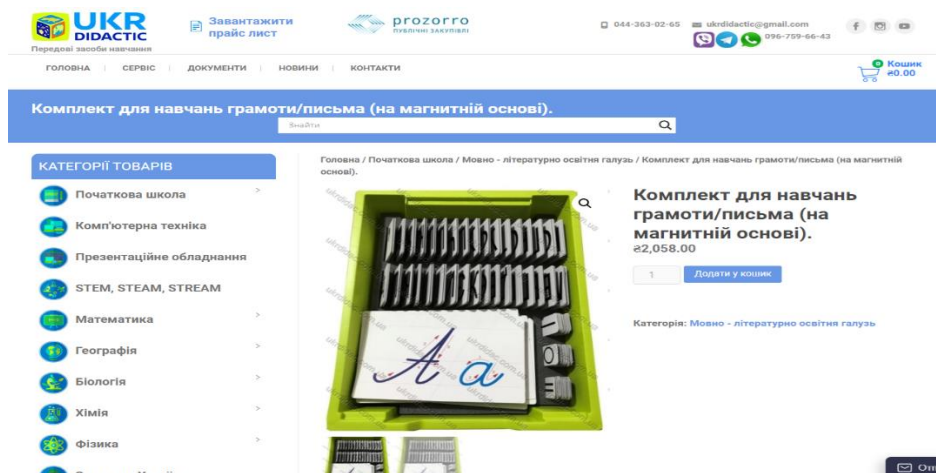 UKR
DIDACTIC
Передові засоби навчання
Завантажити
прайс лист
prozorro
ПУБЛІЧНІ ЗАКУПІВЛІ
044-363-02-65
ukrdidactic@gmail.com
096-759-66-43
ГОЛОВНА
СЕРВІС
ДОКУМЕНТИ
НОВИНИ
КОНТАКТИ
0
Кошик
₴0.00
Комплект для навчань грамоти/письма (на магнитній основі).
Знайти
КАТЕГОРІЇ ТОВАРІВ
Початкова школа
Комп'ютерна техніка
Презентаційне обладнання
STEM, STEAM, STREAM
Математика
Географія
Біологія
Хімія
Фізика
Головна / Початкова школа / Мовно - літературно освітня галузь / Комплект для навчань грамоти/письма (на магнитній
основі).
А а
Комплект для навчань
грамоти/письма (на
магнитній основі).
₴2,058.00
1
Додати у кошик
Категорія: Мовно - літературно освітня галузь